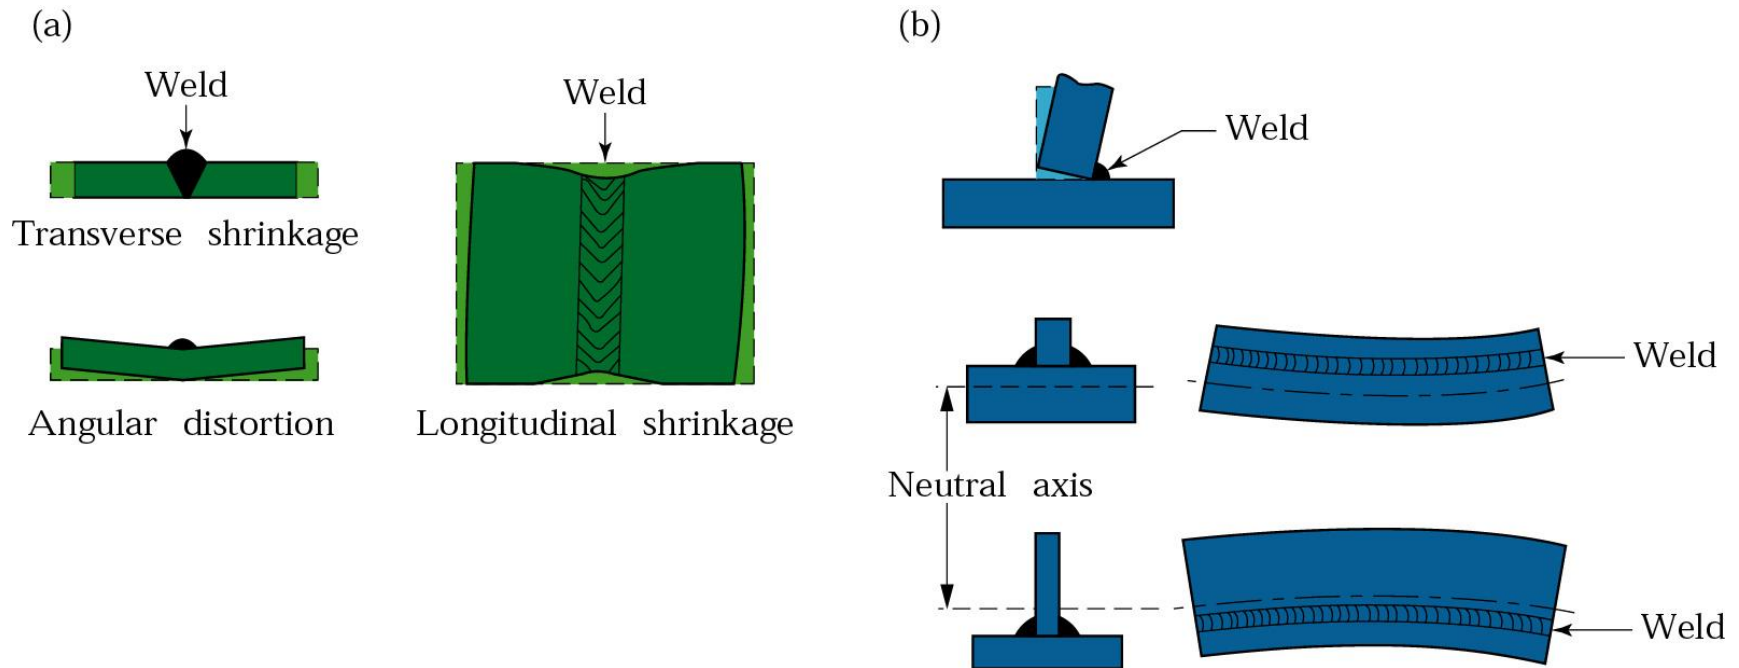 (a)
Weld
Transverse shrinkage
Angular distortion
Weld
Longitudinal shrinkage
(b)
Weld
Weld
Neutral axis
Weld